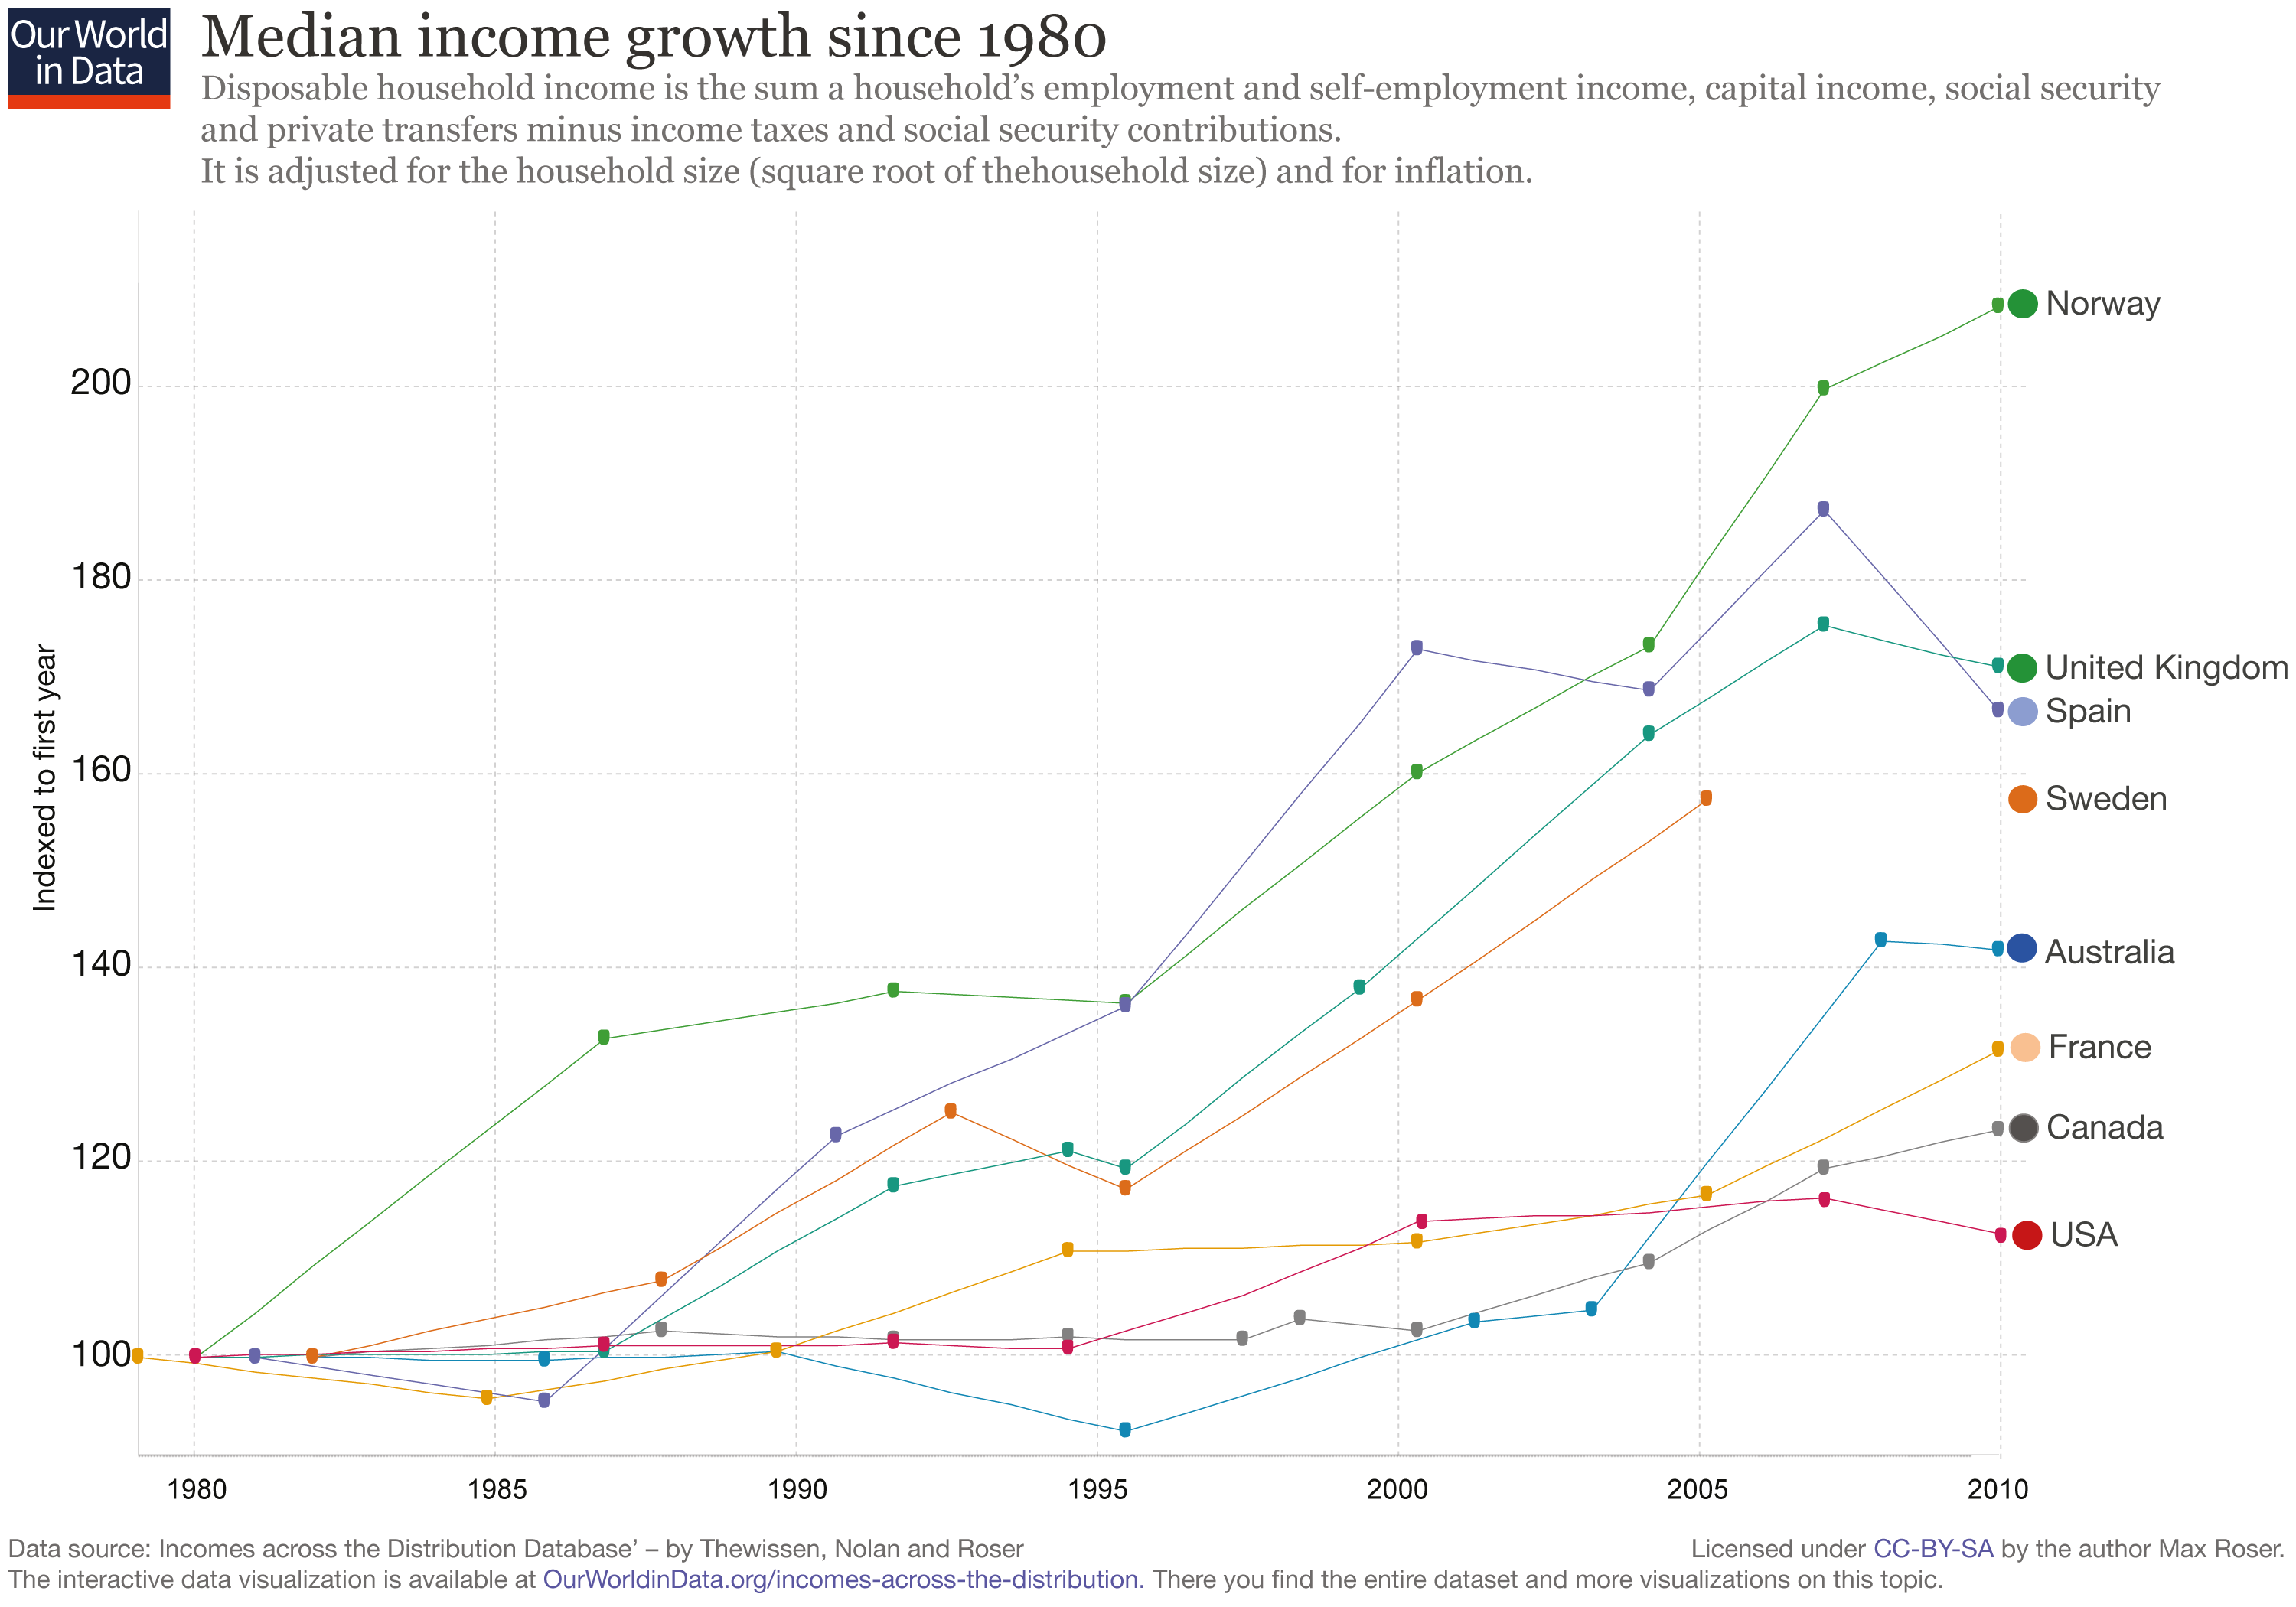 Our World
in Data
Median income growth since 1980
Disposable household income is the sum a household’s employment and self-employment income, capital income, social security
and private transfers minus income taxes and social security contributions.
It is adjusted for the household size (square root of thehousehold size) and for inflation.
Indexed to first year
200
180
160
140
120
100
Norway
United Kingdom
Spain
Sweden
Australia
France
Canada
USA
1980 1985 1990 1995 2000 2005 2010
Data source: Incomes across the Distribution Database’ – by Thewissen, Nolan and Roser
Licensed under CC-BY-SA by the author Max Roser.
The interactive data visualization is available at OurWorldinData.org/incomes-across-the-distribution. There you find the entire dataset and more visualizations on this topic.